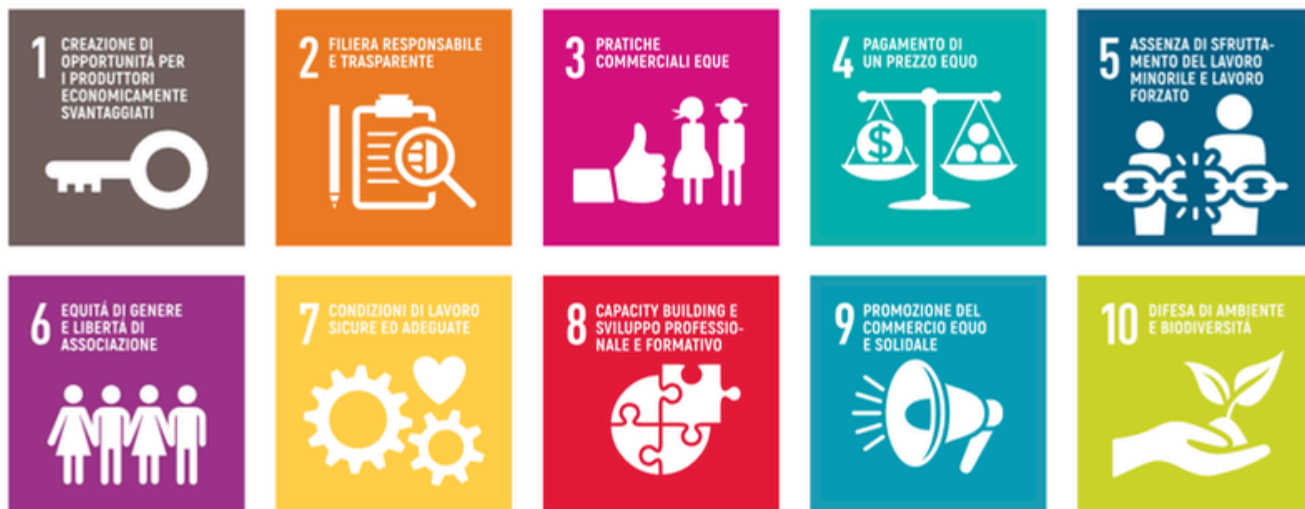 1
CREAZIONE DI
OPPORTUNITÀ PER
I PRODUTTORI
ECONOMICAMENTE
SVANTAGGIATI
2
FILIERA RESPONSABILE
E TRASPARENTE
3
PRATICHE
COMMERCIALI EQUE
4
PAGAMENTO DI
UN PREZZO EQUO
$
5
ASSENZA DI SFRUTTA-
MENTO DEL LAVORO
MINORILE E LAVORO
FORZATO
6
EQUITÁ DI GENERE
E LIBERTÀ DI
ASSOCIAZIONE
7
CONDIZIONI DI LAVORO
SICURE ED ADEGUATE
8
CAPACITY BUILDING E
SVILUPPO PROFESSIO-
NALE E FORMATIVO
9
PROMOZIONE DEL
COMMERCIO EQUO
E SOLIDALE
10
DIFESA DI AMBIENTE
E BIODIVERSITÀ